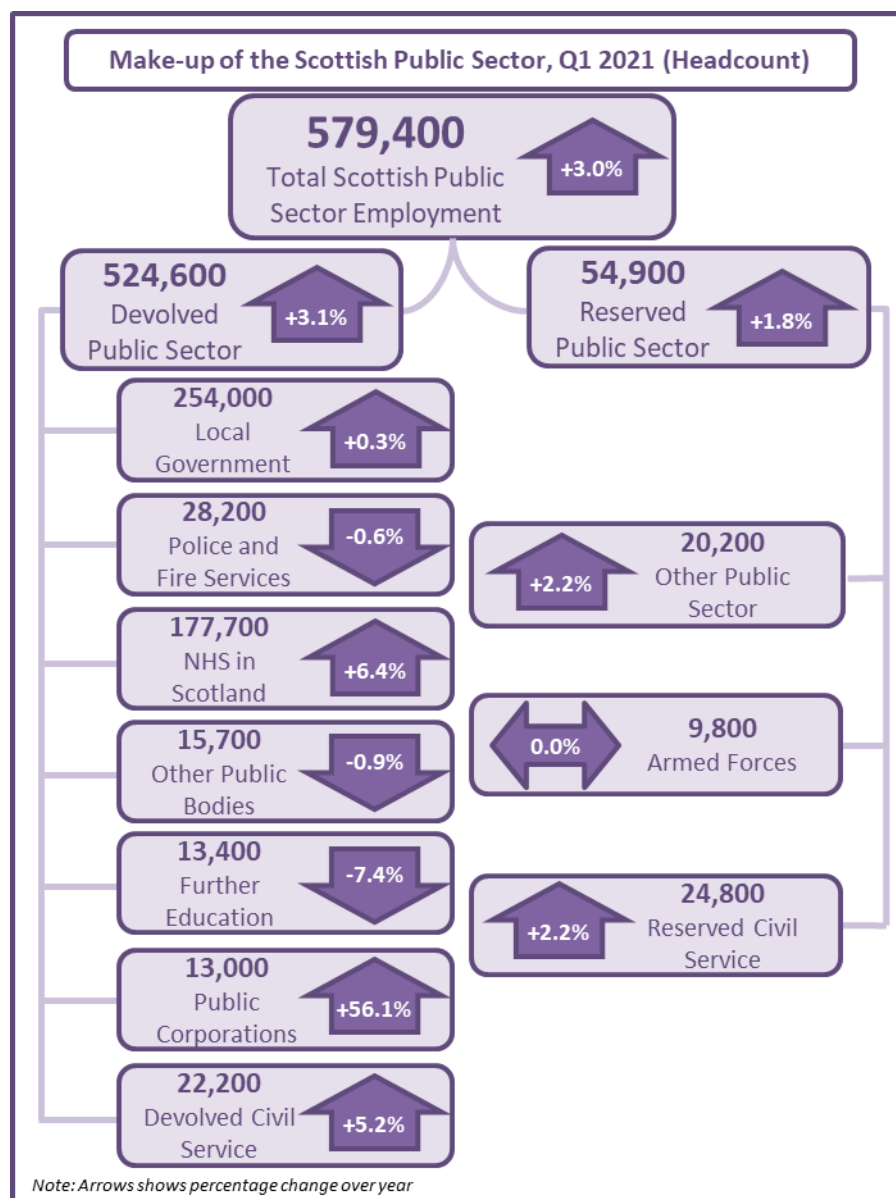 Make-up of the Scottish Public Sector, Q1 2021 (Headcount)
579,400
Total Scottish Public
Sector Employment
+3.0%
524,600
Devolved
Public Sector
+3.1%
54,900
Reserved
Public Sector
+1.8%
254,000
Local
Government
+0.3%
28,200
Police and
Fire Services
-0.6%
177,700
NHS in
Scotland
+6.4%
15,700
Other Public
Bodies
-0.9%
13,400
Further
Education
-7.4%
13,000
Public
Corporations
+56.1%
22,200
Devolved Civil
Service
+5.2%
+2.2%
20,200
Other Public
Sector
0.0%
9,800
Armed Forces
+2.2%
24,800
Reserved Civil
Service
Note: Arrows shows percentage change over year